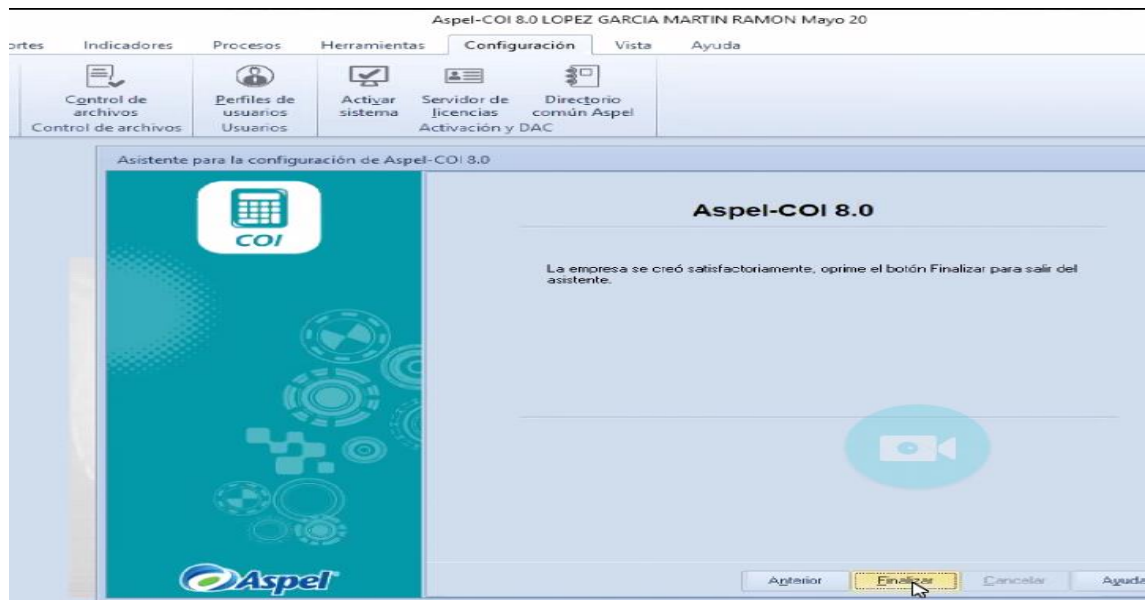 Aspel-COI 8.0 LOPEZ GARCIA MARTIN RAMON Mayo 20
ortes Indicadores Procesos Herramientas Configuración Vista Ayuda
Control de archivos Perfiles de usuarios Activar sistema Servidor de licencias Directorio común Aspel
Control de archivos Usuarios Activación y DAC
Asistente para la configuración de Aspel-COI 8.0
COI
Aspel-COI 8.0
La empresa se creó satisfactoriamente, oprime el botón Finalizar para salir del
asistente.
Aspel
Anterior Finalizar Cancelar Ayuda